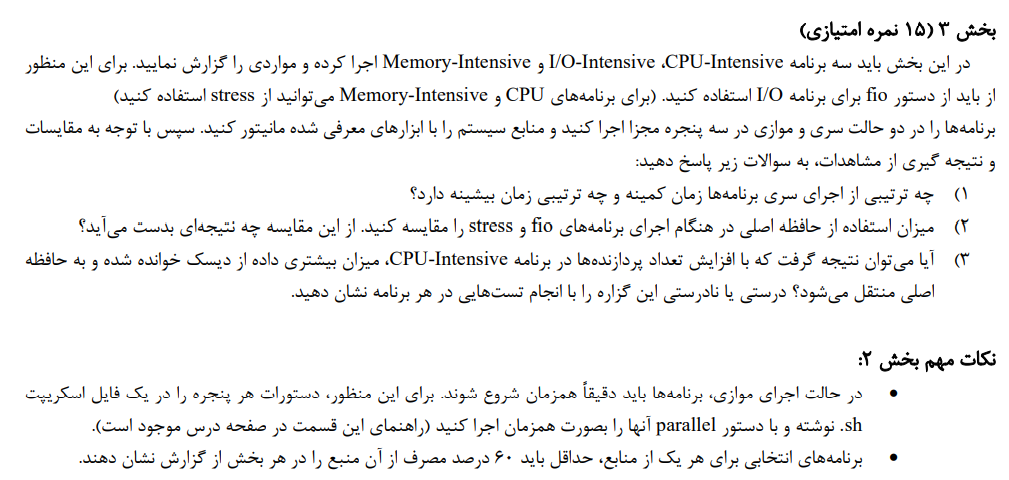 بخش ۳ (۱۵ نمره امتیازی)
در این بخش باید سه برنامه CPU-Intensive، I/O-Intensive و Memory-Intensive اجرا کرده و مواردی را گزارش نمایید. برای این منظور
از باید از دستور fio برای برنامه I/O استفاده کنید. (برای برنامه‌های CPU و Memory-Intensive می‌توانید از stress استفاده کنید)
برنامه‌ها را در دو حالت سری و موازی در سه پنجره مجزا اجرا کنید و منابع سیستم را با ابزارهای معرفی شده مانیتور کنید. سپس با توجه به مقایسات
و نتیجه گیری از مشاهدات، به سوالات زیر پاسخ دهید:
۱) چه ترتیبی از اجرای سری برنامه‌ها زمان کمینه و چه ترتیبی زمان بیشینه دارد؟
۲) میزان استفاده از حافظه اصلی در هنگام اجرای برنامه‌های fio و stress را مقایسه کنید. از این مقایسه چه نتیجه‌ای بدست می‌آید؟
۳) آیا می‌توان نتیجه گرفت که با افزایش تعداد پردازنده‌ها در برنامه CPU-Intensive، میزان بیشتری داده از دیسک خوانده شده و به حافظه
اصلی منتقل می‌شود؟ درستی یا نادرستی این گزاره را با انجام تست‌هایی در هر برنامه نشان دهید.
نکات مهم بخش ۲:
• در حالت اجرای موازی، برنامه‌ها باید دقیقاً همزمان شروع شوند. برای این منظور، دستورات هر پنجره را در یک فایل اسکریپت
.sh نوشته و با دستور parallel آنها را بصورت همزمان اجرا کنید (راهنمای این قسمت در صفحه درس موجود است).
• برنامه‌های انتخابی برای هر یک از منابع، حداقل باید ۶۰ درصد مصرف از آن منبع را در هر بخش از گزارش نشان دهند.